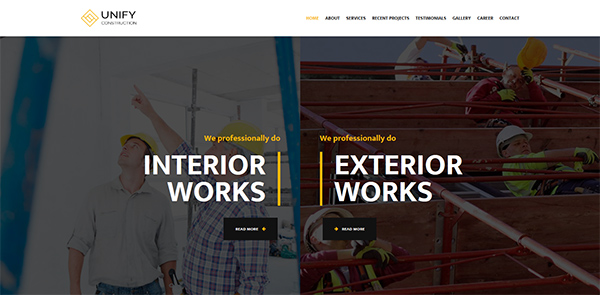 UNIFY
CONSTRUCTION
HOME ABOUT SERVICES RECENT PROJECTS TESTIMONIALS GALLERY CAREER CONTACT
We professionally do
INTERIOR
WORKS
READ MORE +
We professionally do
EXTERIOR
WORKS
+ READ MORE